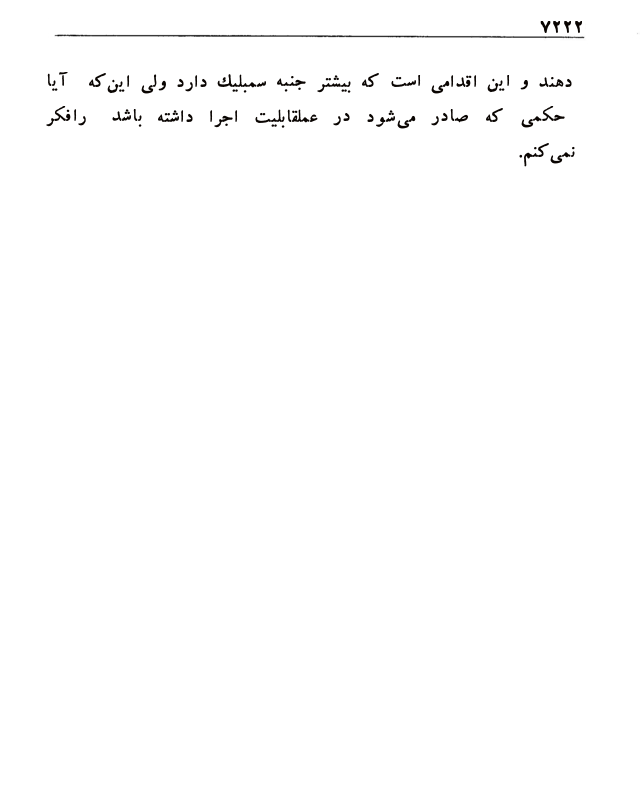 ۷۲۲۲
دهند و این اقدامی است که بیشتر جنبه سمبلیك دارد ولی این‌که آیا
حکمی که صادر می‌شود در عملقابلیت اجرا داشته باشد رافکر
نمی‌کنم.